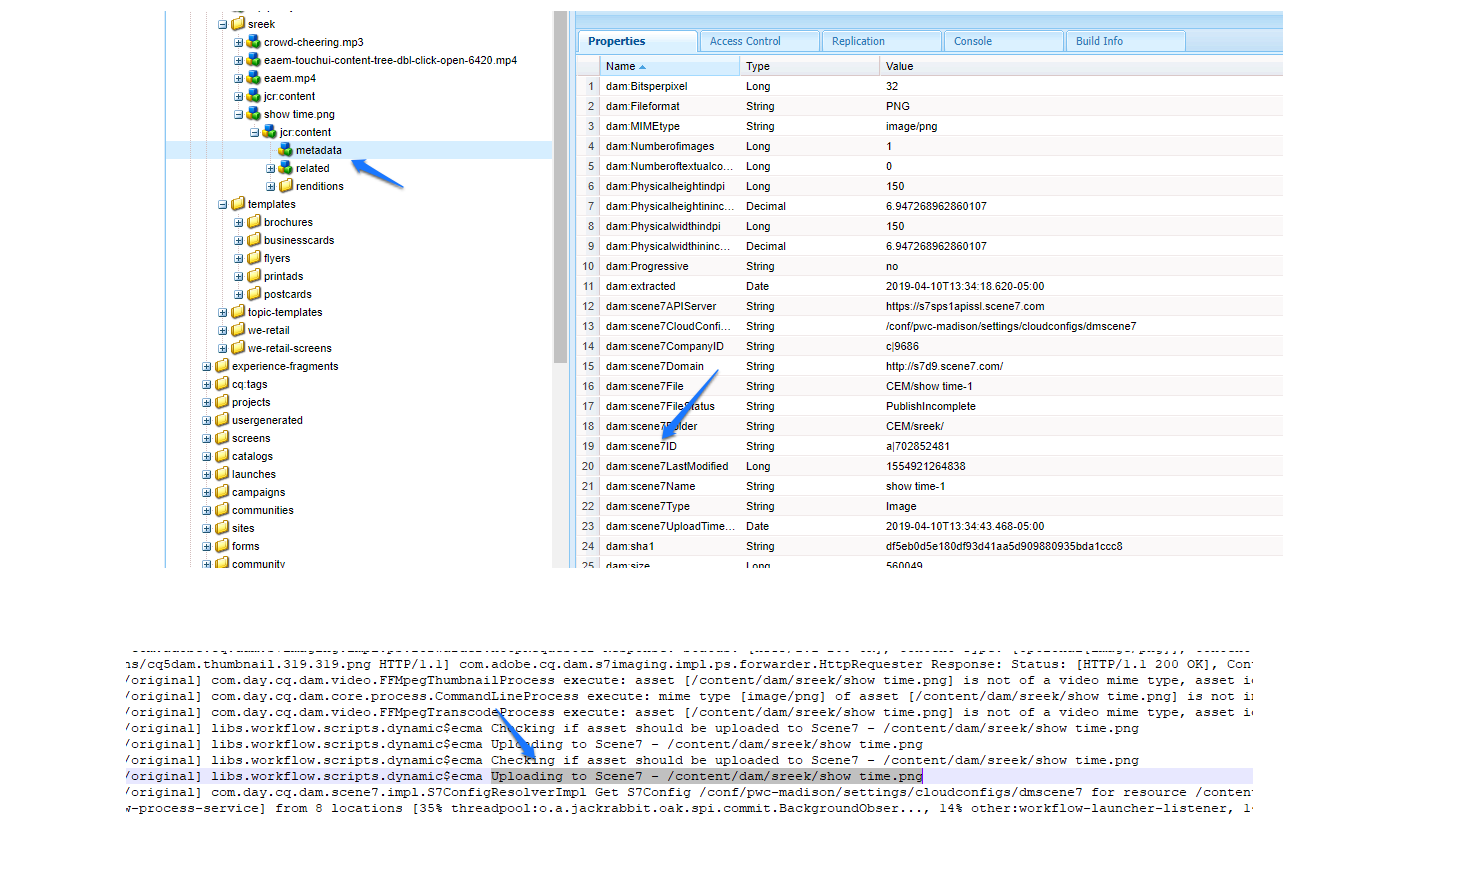 sreek
crowd-cheering.mp3
eaem-touchui-content-tree-dbl-click-open-6420.mp4
eaem.mp4
jcr:content
show time.png
jcr:content
metadata
related
renditions
templates
brochures
businesscards
flyers
printads
postcards
topic-templates
we-retail
we-retail-screens
experience-fragments
cq:tags
projects
usergenerated
screens
catalogs
launches
campaigns
communities
sites
forms
community
Properties Access Control Replication Console Build Info
Name Type Value
1 dam:Bitsperpixel Long 32
2 dam:Fileformat String PNG
3 dam:MIMEtype String image/png
4 dam:Numberofimages Long 1
5 dam:Numberoftextualco... Long 0
6 dam:Physicalheightindpi Long 150
7 dam:Physicalheightininc... Decimal 6.947268962860107
8 dam:Physicalwidthindpi Long 150
9 dam:Physicalwidthininc... Decimal 6.947268962860107
10 dam:Progressive String no
11 dam:extracted Date 2019-04-10T13:34:18.620-05:00
12 dam:scene7APIServer String https://s7sps1apissl.scene7.com
13 dam:scene7CloudConfi... String /conf/pwc-madison/settings/cloudconfigs/dmscene7
14 dam:scene7CompanyID String c|9686
15 dam:scene7Domain String http://s7d9.scene7.com/
16 dam:scene7File String CEM/show time-1
17 dam:scene7FileStatus String PublishIncomplete
18 dam:scene7Folder String CEM/sreek/
19 dam:scene7ID String a|702852481
20 dam:scene7LastModified Long 1554921264838
21 dam:scene7Name String show time-1
22 dam:scene7Type String Image
23 dam:scene7UploadTime... Date 2019-04-10T13:34:43.468-05:00
24 dam:sha1 String df5eb0d5e180df93d41aa5d909880935bda1ccc8
25 dam:size Long 560049
ns/cq5dam.thumbnail.319.319.png HTTP/1.1] com.adobe.cq.dam.s7imaging.impl.ps.forwarder.HttpRequester Response: Status: [HTTP/1.1 200 OK], Con
/original] com.day.cq.dam.video.FFMpegThumbnailProcess execute: asset [/content/dam/sreek/show time.png] is not of a video mime type, asset i
/original] com.day.cq.dam.core.process.CommandLineProcess execute: mime type [image/png] of asset [/content/dam/sreek/show time.png] is not i
/original] com.day.cq.dam.video.FFMpegTranscodeProcess execute: asset [/content/dam/sreek/show time.png] is not of a video mime type, asset i
/original] libs.workflow.scripts.dynamic$ecma Checking if asset should be uploaded to Scene7 - /content/dam/sreek/show time.png
/original] libs.workflow.scripts.dynamic$ecma Uploading to Scene7 - /content/dam/sreek/show time.png
/original] libs.workflow.scripts.dynamic$ecma Checking if asset should be uploaded to Scene7 - /content/dam/sreek/show time.png
/original] libs.workflow.scripts.dynamic$ecma Uploading to Scene7 - /content/dam/sreek/show time.png
/original] com.day.cq.dam.scene7.impl.S7ConfigResolverImpl Get S7Config /conf/pwc-madison/settings/cloudconfigs/dmscene7 for resource /conten
w-process-service] from 8 locations [35% threadpool:o.a.jackrabbit.oak.spi.commit.BackgroundObser..., 14% other:workflow-launcher-listener, 1